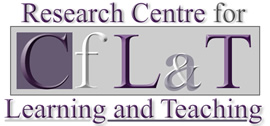 Research Centre for
CfL&T
Learning and Teaching